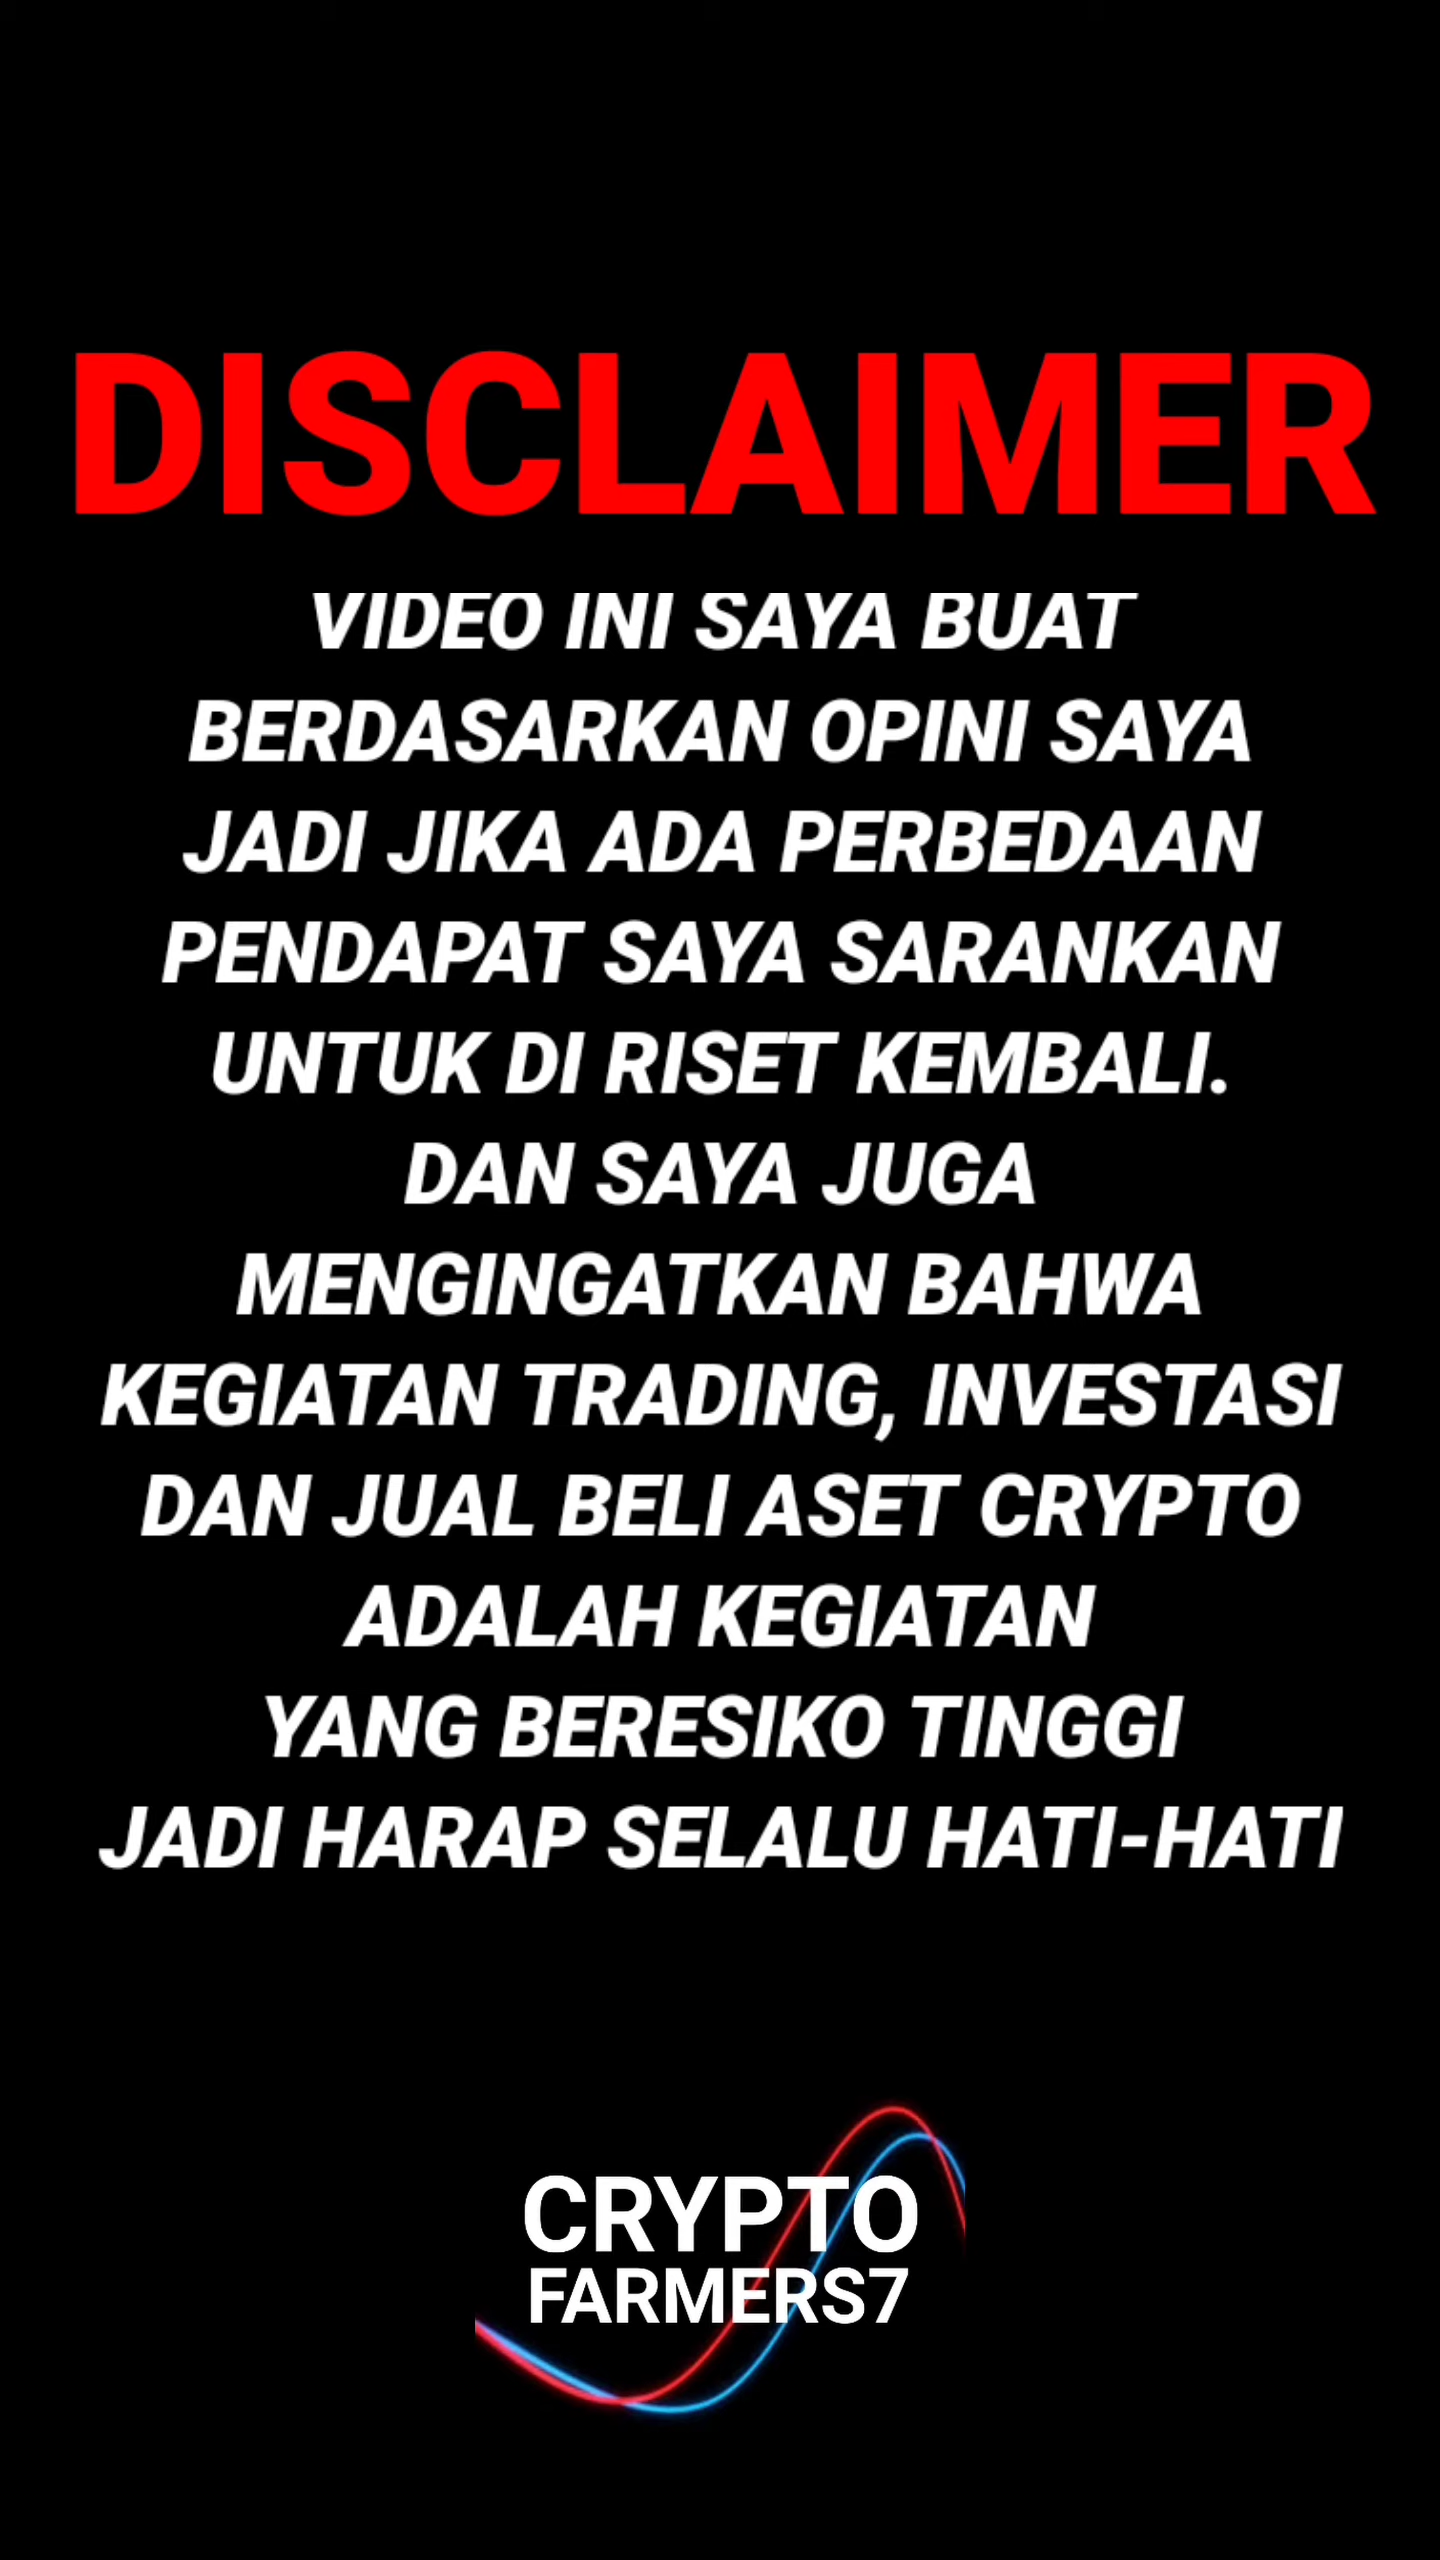 DISCLAIMER
VIDEO INI SAYA BUAT
BERDASARKAN OPINI SAYA
JADI JIKA ADA PERBEDAAN
PENDAPAT SAYA SARANKAN
UNTUK DI RISET KEMBALI.
DAN SAYA JUGA
MENGINGATKAN BAHWA
KEGIATAN TRADING, INVESTASI
DAN JUAL BELI ASET CRYPTO
ADALAH KEGIATAN
YANG BERESIKO TINGGI
JADI HARAP SELALU HATI-HATI
CRYPTO
FARMERS7